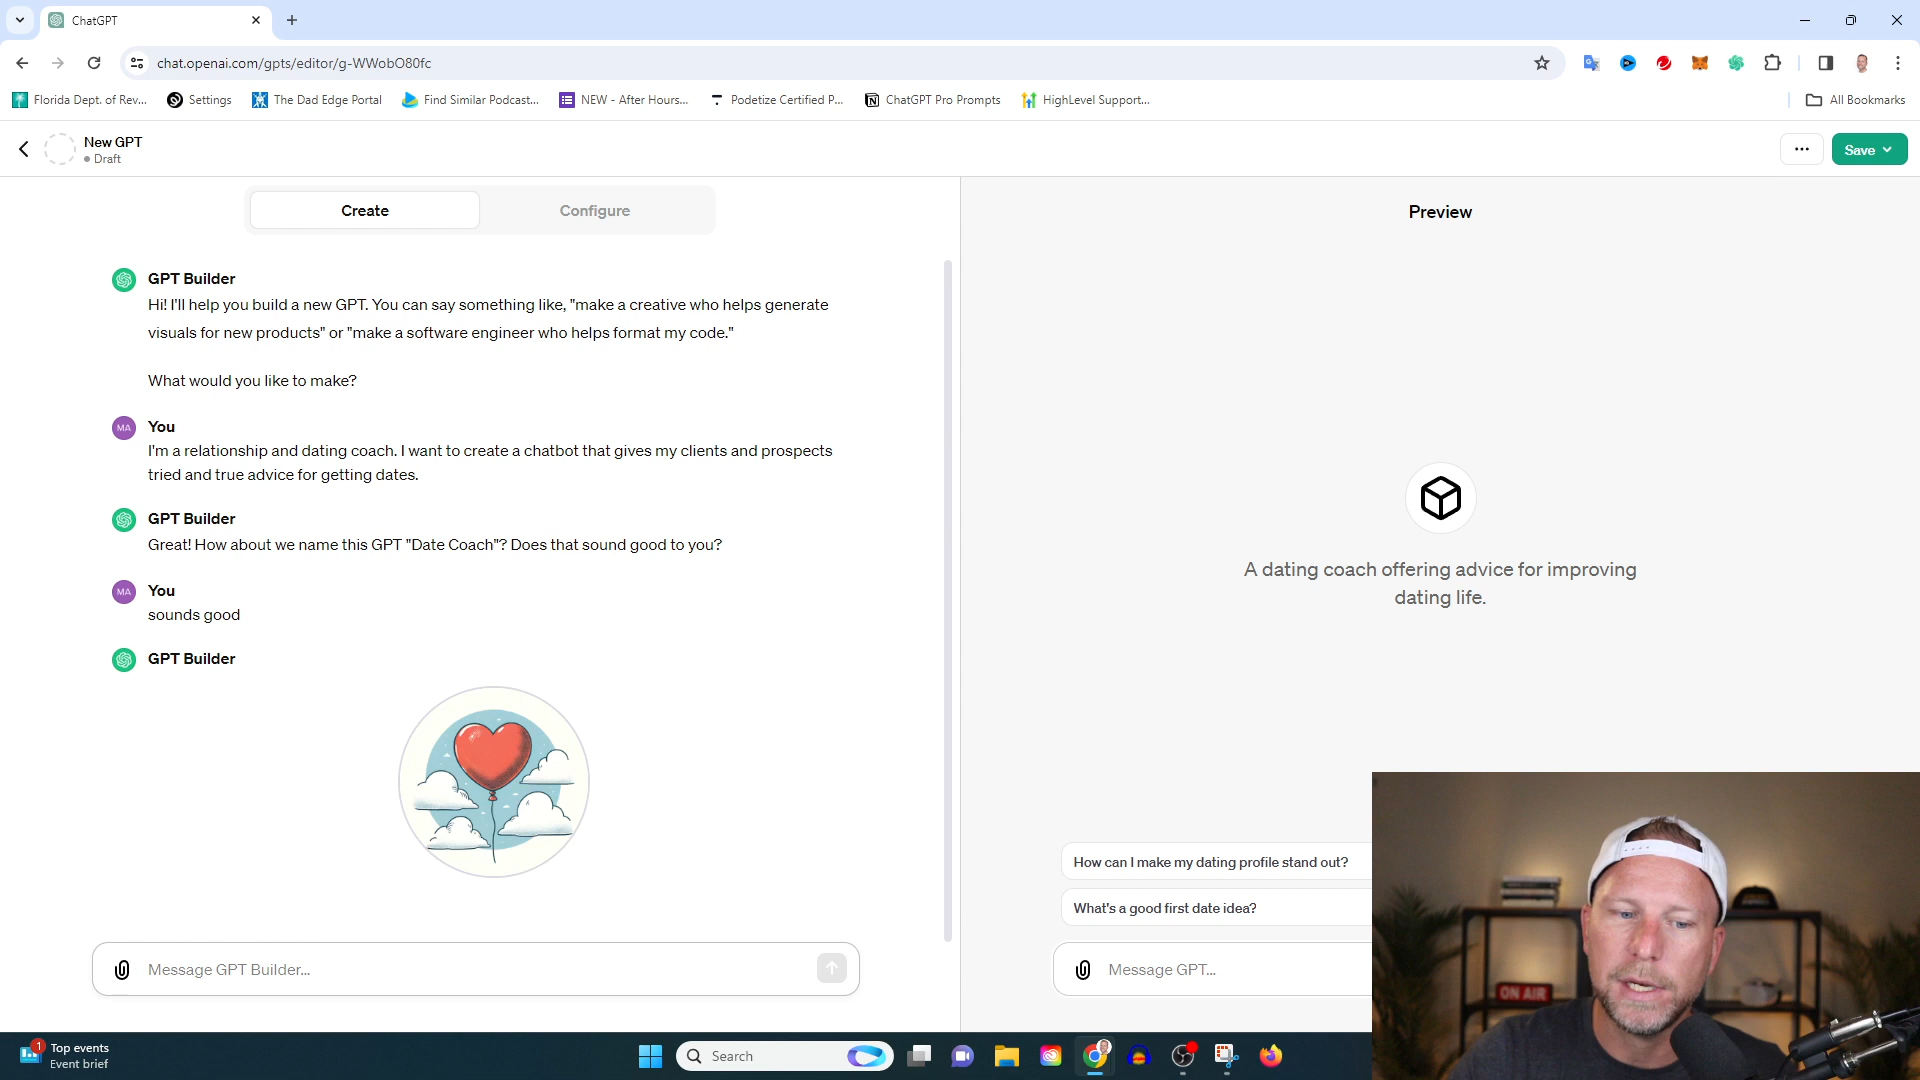 ChatGPT
chat.openai.com/gpts/editor/g-WWobO80fc
Florida Dept. of Rev...
Settings
The Dad Edge Portal
Find Similar Podcast...
NEW - After Hours...
Podetize Certified P...
ChatGPT Pro Prompts
HighLevel Support...
All Bookmarks
New GPT
Draft
Save
Create
Configure
GPT Builder
Hi! I'll help you build a new GPT. You can say something like, "make a creative who helps generate
visuals for new products" or "make a software engineer who helps format my code."
What would you like to make?
MA
You
I'm a relationship and dating coach. I want to create a chatbot that gives my clients and prospects
tried and true advice for getting dates.
GPT Builder
Great! How about we name this GPT "Date Coach"? Does that sound good to you?
MA
You
sounds good
GPT Builder
Message GPT Builder...
Preview
A dating coach offering advice for improving
dating life.
How can I make my dating profile stand out?
What's a good first date idea?
Message GPT...
ON AIR
1
Top events
Event brief
Search